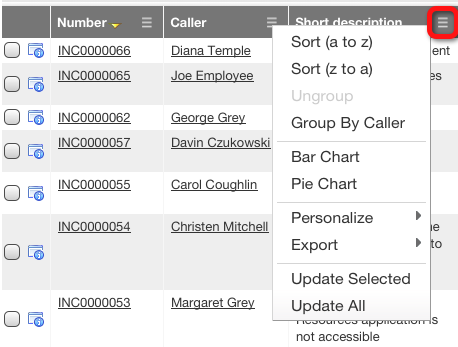 Number Caller Short description
INC0000066 Diana Temple ent
INC0000065 Joe Employee es
INC0000062 George Grey
INC0000057 Davin Czukowski
INC0000055 Carol Coughlin
INC0000054 Christen Mitchell ne
to
INC0000053 Margaret Grey
Resources application is
not accessible
Sort (a to z)
Sort (z to a)
Ungroup
Group By Caller
Bar Chart
Pie Chart
Personalize
Export
Update Selected
Update All